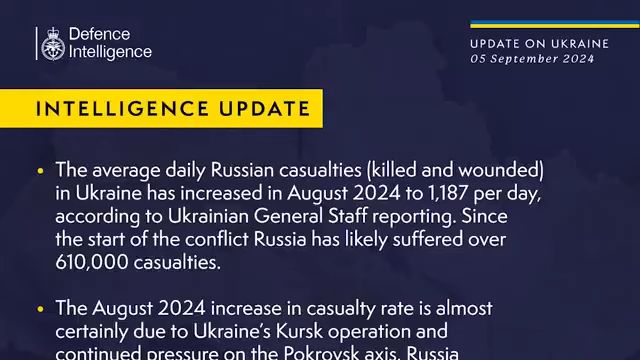 Defence
Intelligence
UPDATE ON UKRAINE
05 September 2024
INTELLIGENCE UPDATE
• The average daily Russian casualties (killed and wounded)
in Ukraine has increased in August 2024 to 1,187 per day,
according to Ukrainian General Staff reporting. Since
the start of the conflict Russia has likely suffered over
610,000 casualties.
• The August 2024 increase in casualty rate is almost
certainly due to Ukraine's Kursk operation and
continued pressure on the Pokrovsk axis. Russia